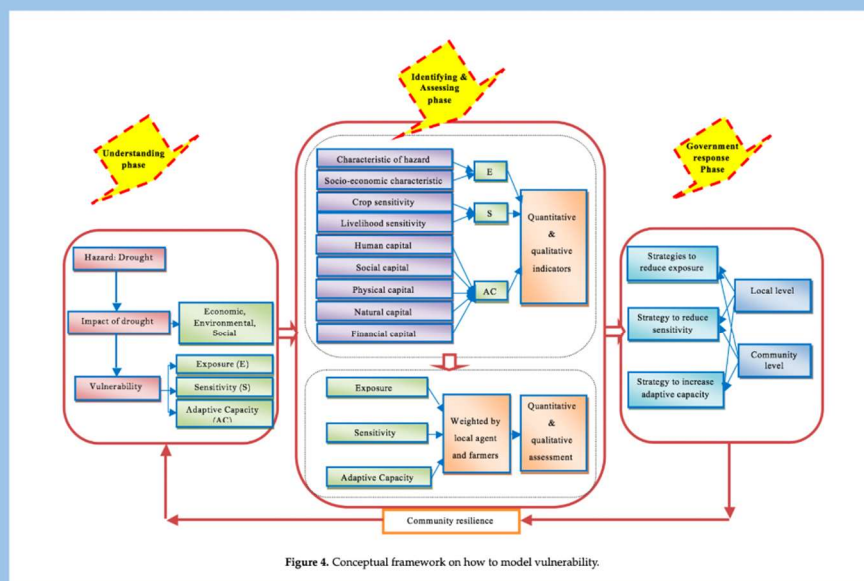 Identifying &
Assessing
phase
Understanding
phase
Government
response
Phase
Hazard: Drought
Impact of drought
Economic,
Environmental,
Social
Vulnerability
Exposure (E)
Sensitivity (S)
Adaptive Capacity
(AC)
Characteristic of hazard
Socio-economic characteristic
Crop sensitivity
Livelihood sensitivity
Human capital
Social capital
Physical capital
Natural capital
Financial capital
E
S
AC
Quantitative
&
qualitative
indicators
Exposure
Sensitivity
Adaptive Capacity
Weighted by
local agent
and farmers
Quantitative
&
qualitative
assessment
Strategies to
reduce exposure
Strategy to reduce
sensitivity
Strategy to increase
adaptive capacity
Local level
Community
level
Community resilience
Figure 4. Conceptual framework on how to model vulnerability.